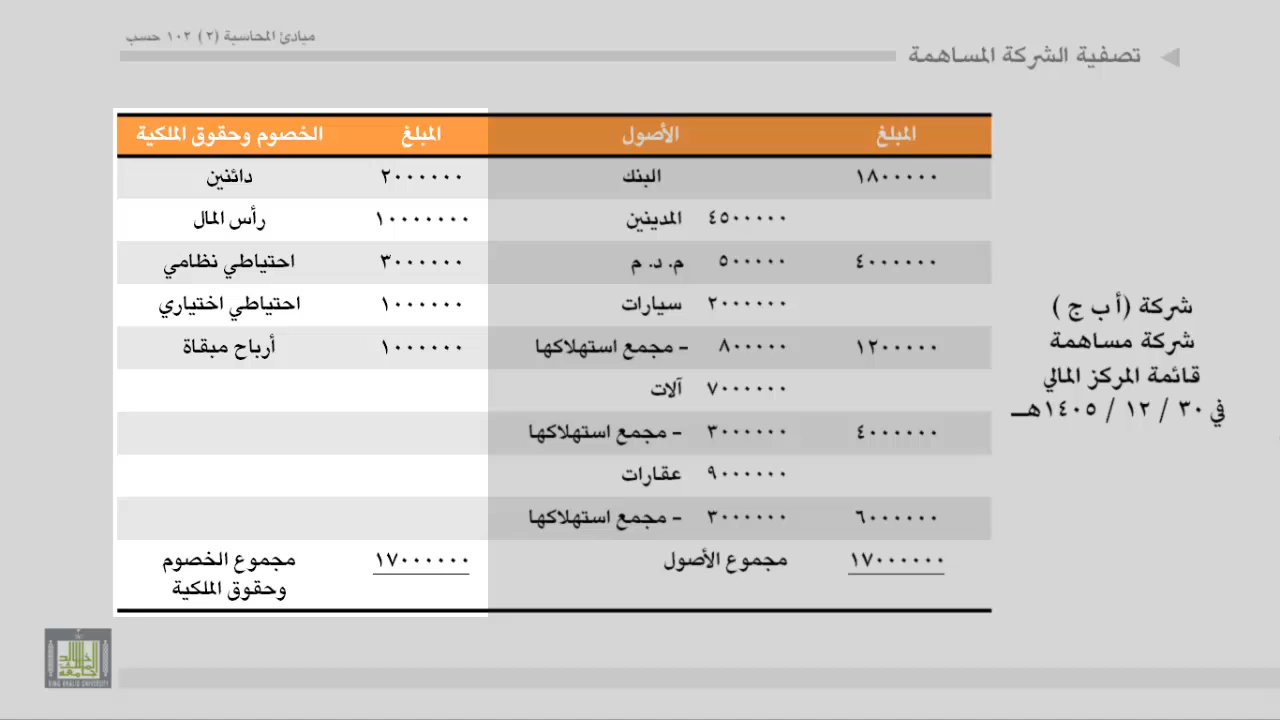 مبادئ المحاسبة (٢) ١٠٢ حسب
تصفية الشركة المساهمة
المبلغ الأصول المبلغ الخصوم وحقوق الملكية
١٨٠٠٠٠٠ البنك ٢٠٠٠٠٠٠ دائنين
٤٥٠٠٠٠٠ المدينين ١٠٠٠٠٠٠٠ رأس المال
٤٠٠٠٠٠٠ ٥٠٠٠٠٠ م. د. م ٣٠٠٠٠٠٠ احتياطي نظامي
٢٠٠٠٠٠٠ سيارات ١٠٠٠٠٠٠ احتياطي اختياري
١٢٠٠٠٠٠ ٨٠٠٠٠٠ - مجمع استهلاكها ١٠٠٠٠٠٠ أرباح مبقاة
٧٠٠٠٠٠٠ آلات
٤٠٠٠٠٠٠ ٣٠٠٠٠٠٠ - مجمع استهلاكها
٩٠٠٠٠٠٠ عقارات
٦٠٠٠٠٠٠ ٣٠٠٠٠٠٠ - مجمع استهلاكها
١٧٠٠٠٠٠٠ مجموع الأصول ١٧٠٠٠٠٠٠ مجموع الخصوم
وحقوق الملكية
شركة (أ ب ج )
شركة مساهمة
قائمة المركز المالي
في ٣٠ / ١٢ / ١٤٠٥هـ
KING KHALID UNIVERSITY